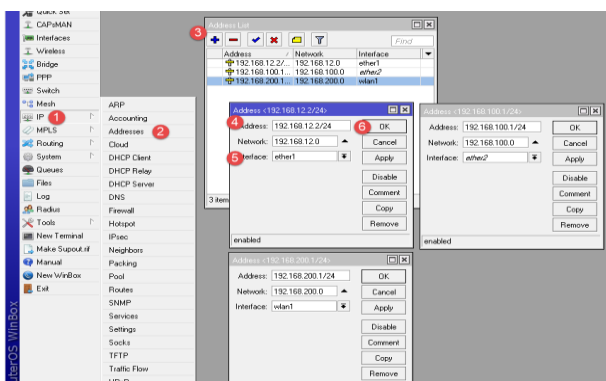 Quick Set
CAPsMAN
Interfaces
Wireless
Bridge
PPP
Switch
Mesh
IP 1
MPLS
Routing
System
Queues
Files
Log
Radius
Tools
New Terminal
Make Supout.rif
Manual
New WinBox
Exit
uterOS WinBox
ARP
Accounting
Addresses 2
Cloud
DHCP Client
DHCP Relay
DHCP Server
DNS
Firewall
Hotspot
IPsec
Neighbors
Packing
Pool
Routes
SNMP
Services
Settings
Socks
TFTP
Traffic Flow
UPnP
3
Address List
Find
Address / Network Interface
192.168.12.2/... 192.168.12.0 ether1
192.168.100.1... 192.168.100.0 ether2
192.168.200.1... 192.168.200.0 wlan1
3 item
Address <192.168.12.2/24>
4 Address: 192.168.12.2/24 6 OK
Network: 192.168.12.0 Cancel
5 Interface: ether1 Apply
Disable
Comment
Copy
Remove
enabled
Address <192.168.100.1/24>
Address: 192.168.100.1/24 OK
Network: 192.168.100.0 Cancel
Interface: ether2 Apply
Disable
Comment
Copy
Remove
enabled
Address <192.168.200.1/24>
Address: 192.168.200.1/24 OK
Network: 192.168.200.0 Cancel
Interface: wlan1 Apply
Disable
Comment
Copy
Remove